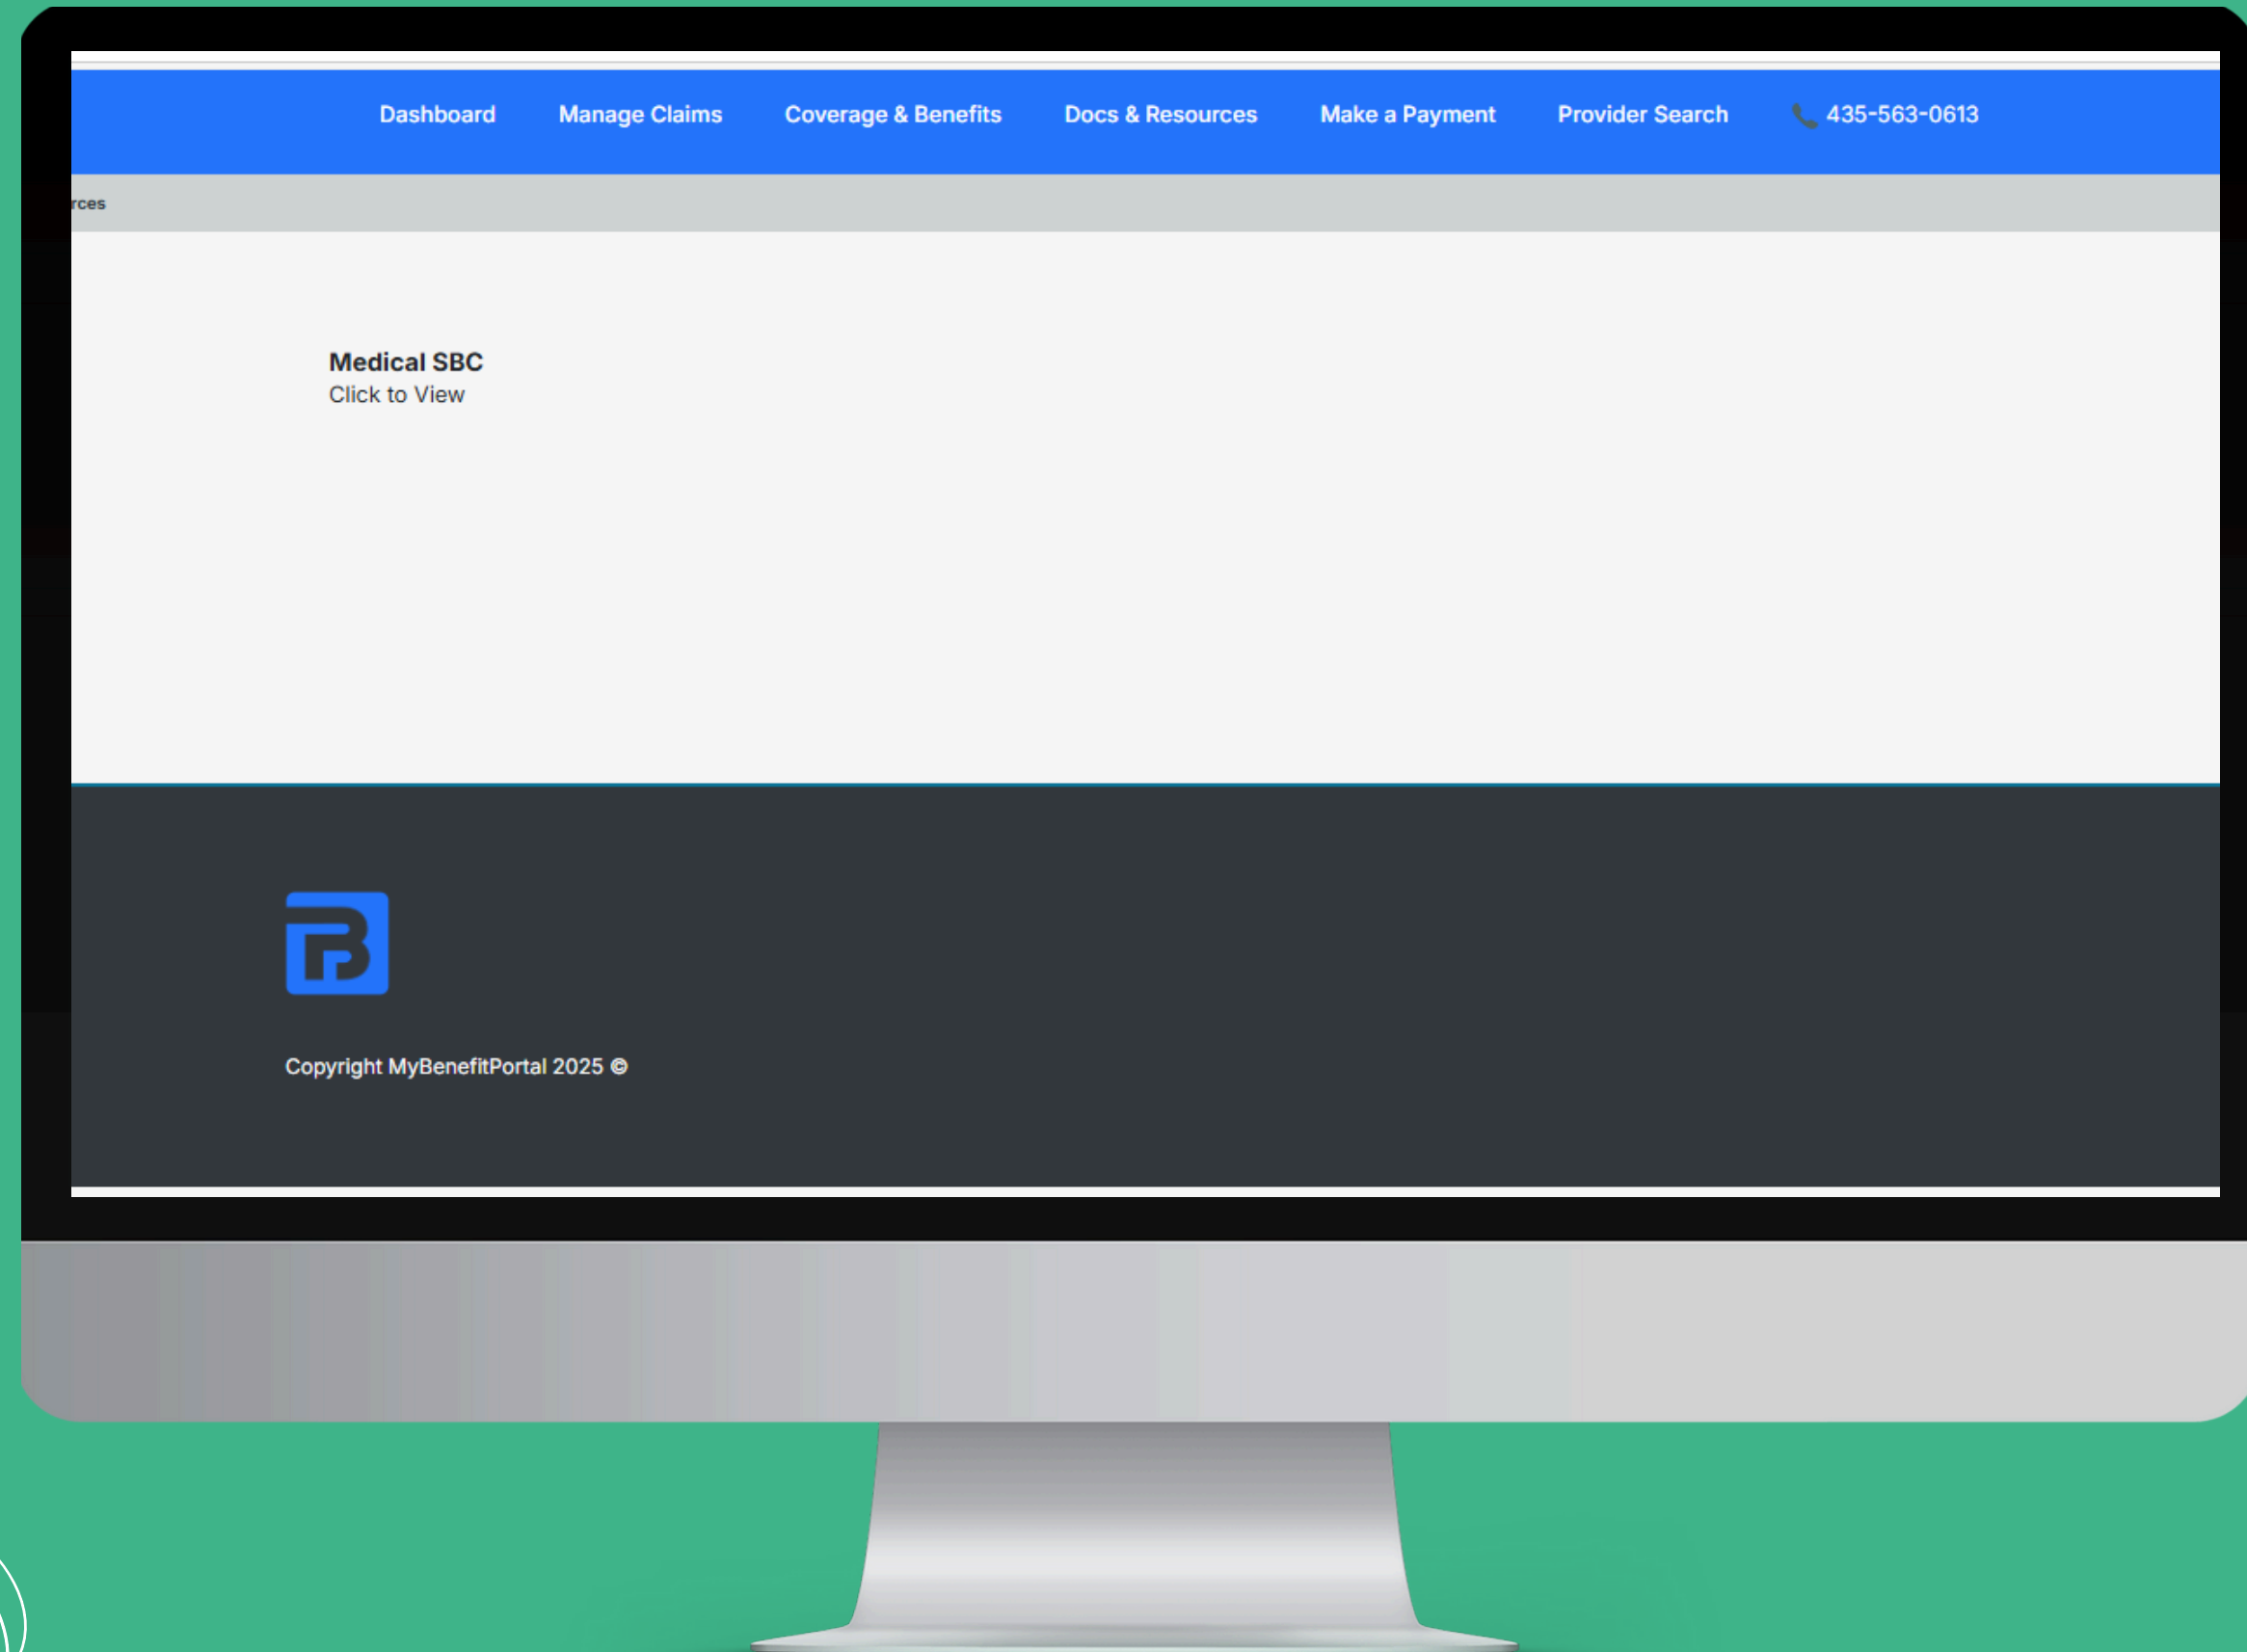 Dashboard Manage Claims Coverage & Benefits Docs & Resources Make a Payment Provider Search 435-563-0613
rces
Medical SBC
Click to View
Copyright MyBenefitPortal 2025 ©